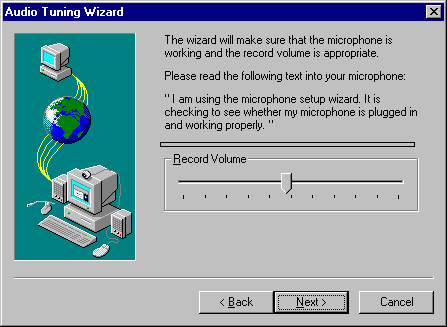 Audio Tuning Wizard
The wizard will make sure that the microphone is
working and the record volume is appropriate.
Please read the following text into your microphone:
" I am using the microphone setup wizard. It is
checking to see whether my microphone is plugged in
and working properly. "
Record Volume
< Back
Next >
Cancel